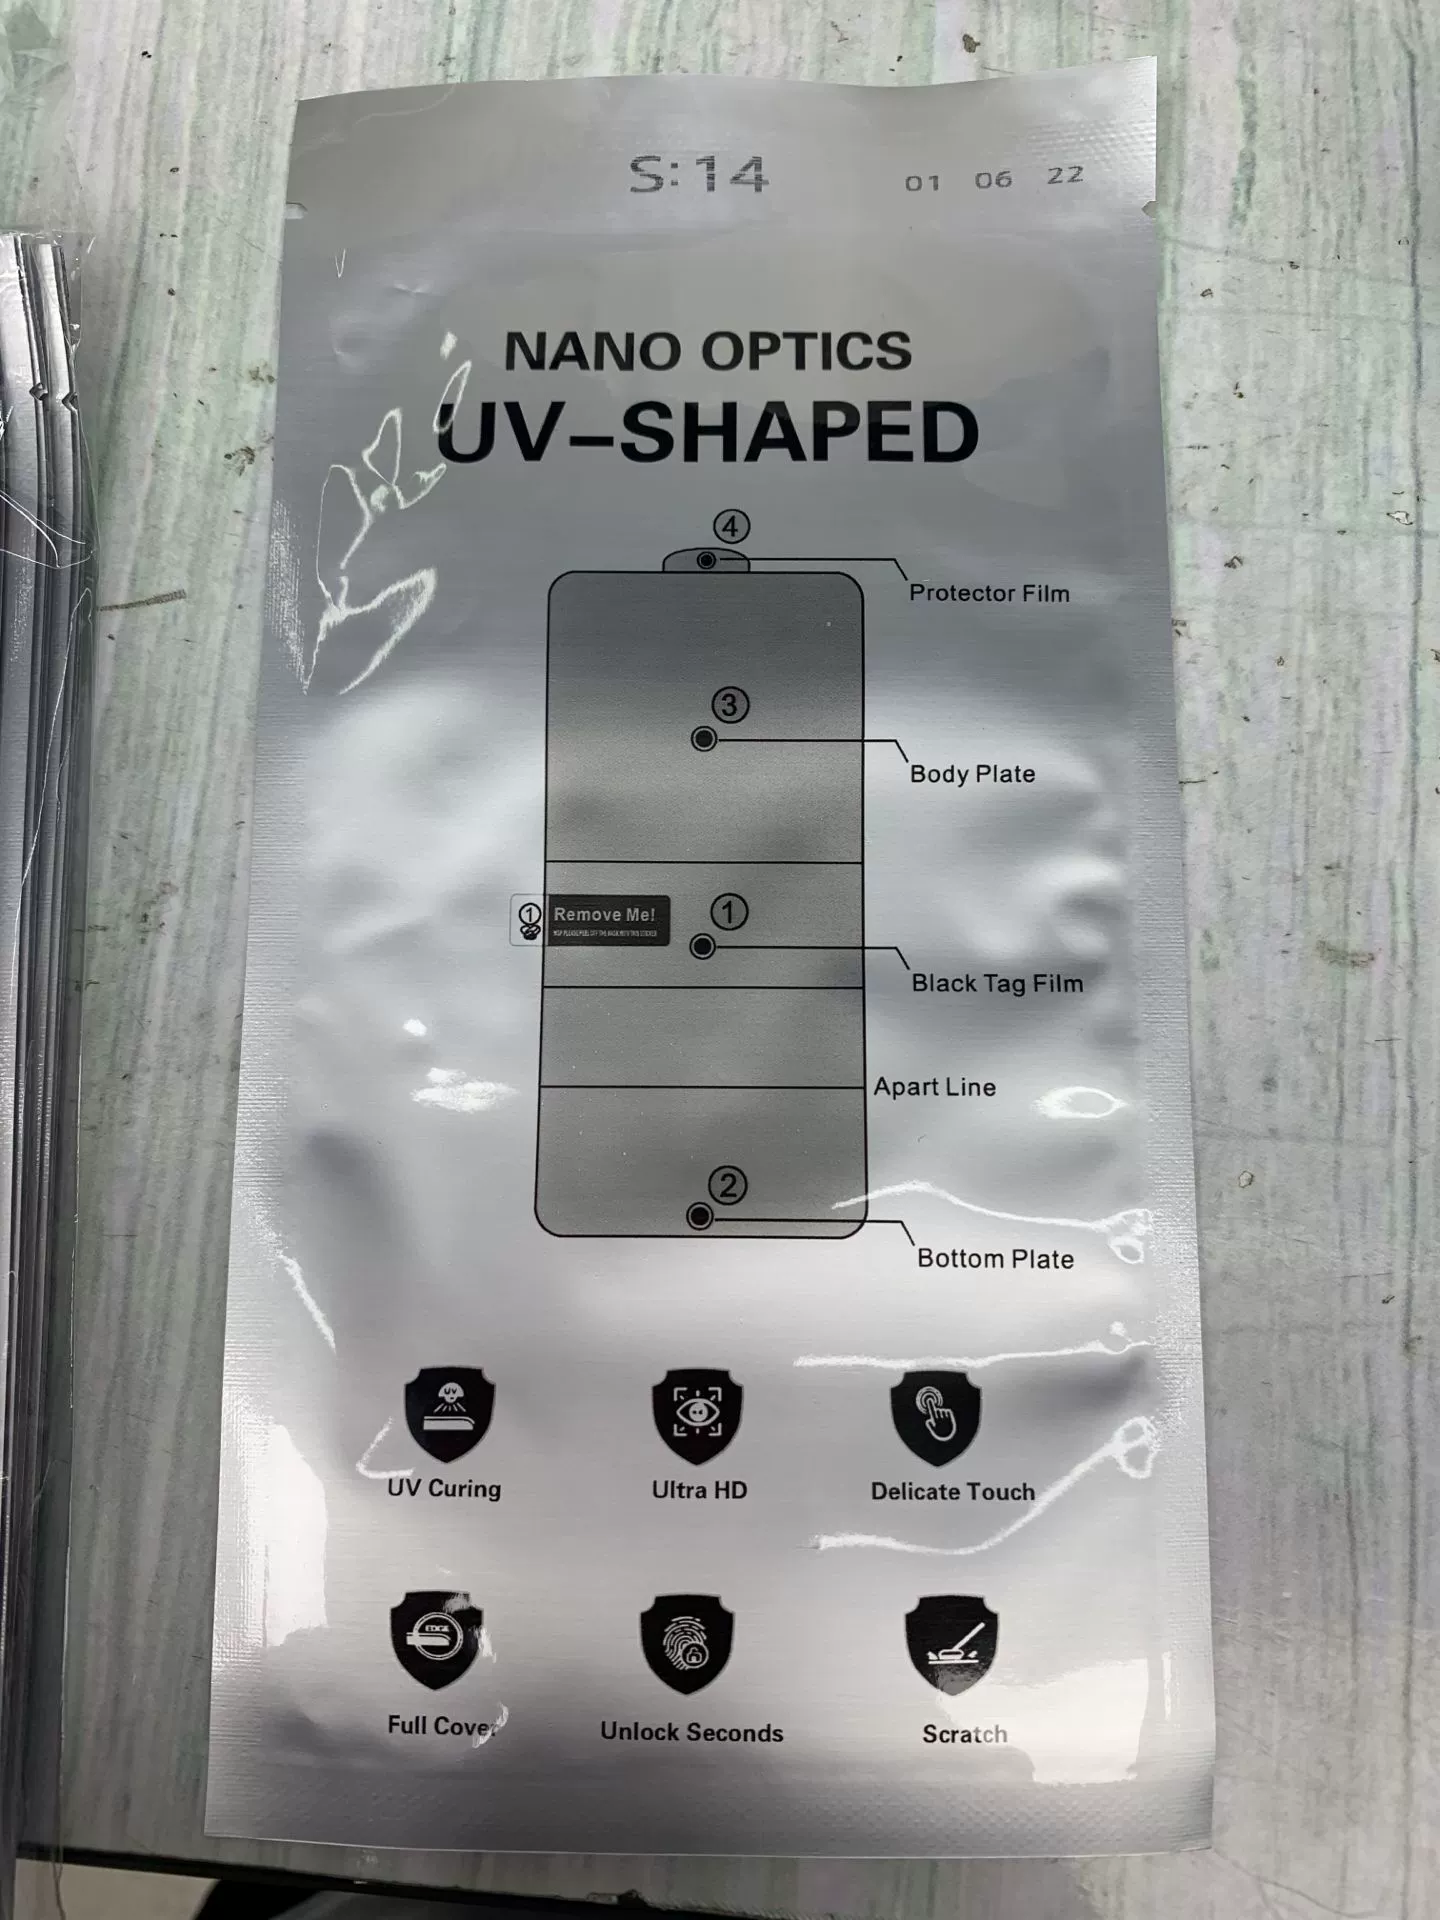 S:14 01 06 22
NANO OPTICS
UV-SHAPED
④
Protector Film
③
Body Plate
① Remove Me!
①
Black Tag Film
Apart Line
②
Bottom Plate
UV
UV Curing Ultra HD Delicate Touch
EDGE
Full Cover Unlock Seconds Scratch